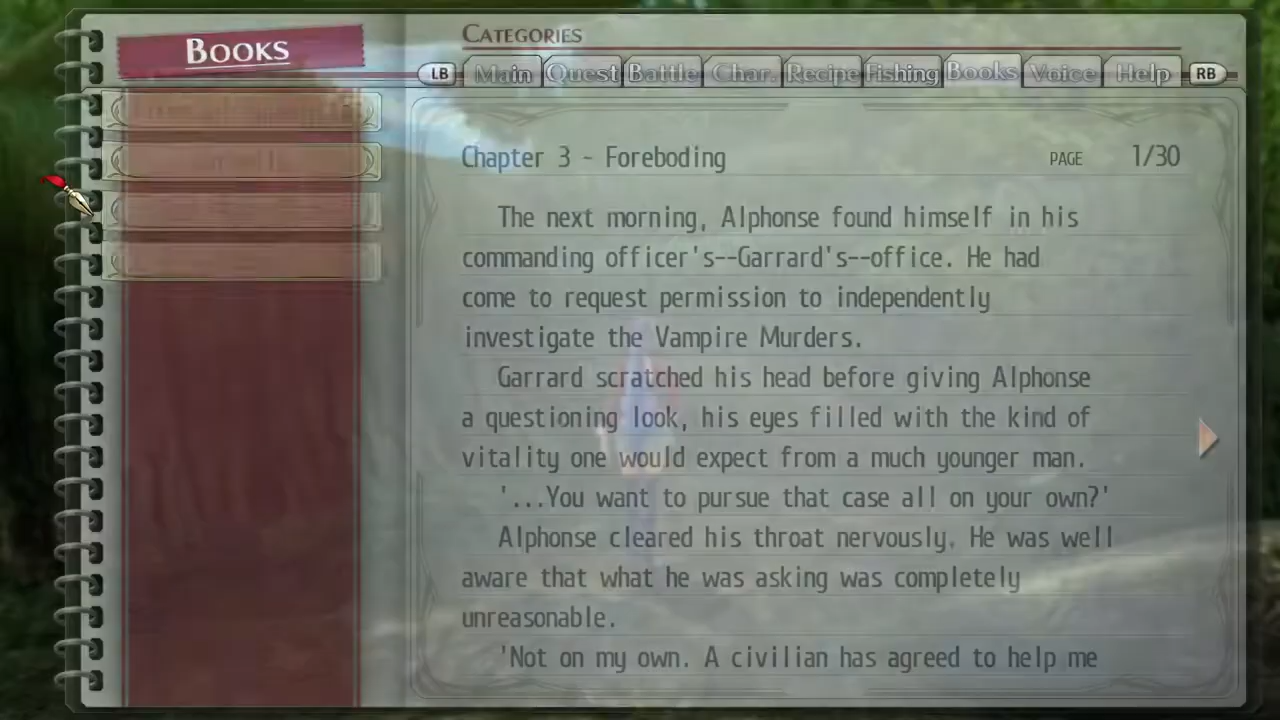 Books
Categories
LB Main Quest Battle Char. Recipe Fishing Books Voice Help RB
Chapter 3 - Foreboding PAGE 1/30
The next morning, Alphonse found himself in his
commanding officer's--Garrard's--office. He had
come to request permission to independently
investigate the Vampire Murders.
Garrard scratched his head before giving Alphonse
a questioning look, his eyes filled with the kind of
vitality one would expect from a much younger man.
'...You want to pursue that case all on your own?'
Alphonse cleared his throat nervously. He was well
aware that what he was asking was completely
unreasonable.
'Not on my own. A civilian has agreed to help me